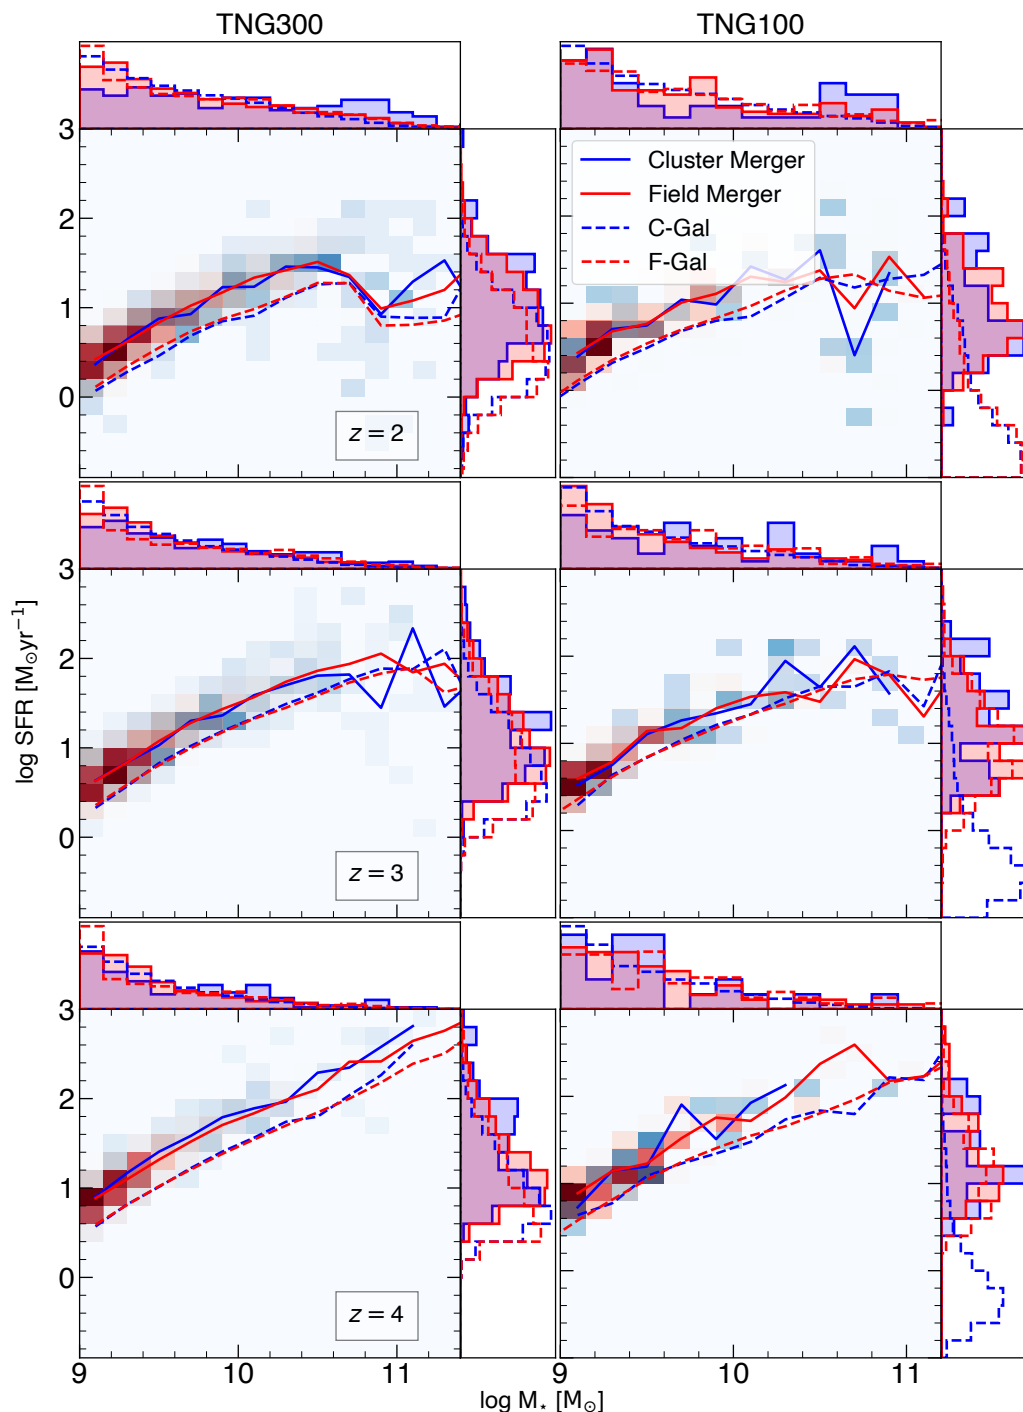 TNG300 TNG100
3
2
1
0
Cluster Merger
Field Merger
C-Gal
F-Gal
z = 2
3
2
1
0
log SFR [M⊙yr⁻¹]
z = 3
3
2
1
0
z = 4
9 10 11 9 10 11
log M⋆ [M⊙]